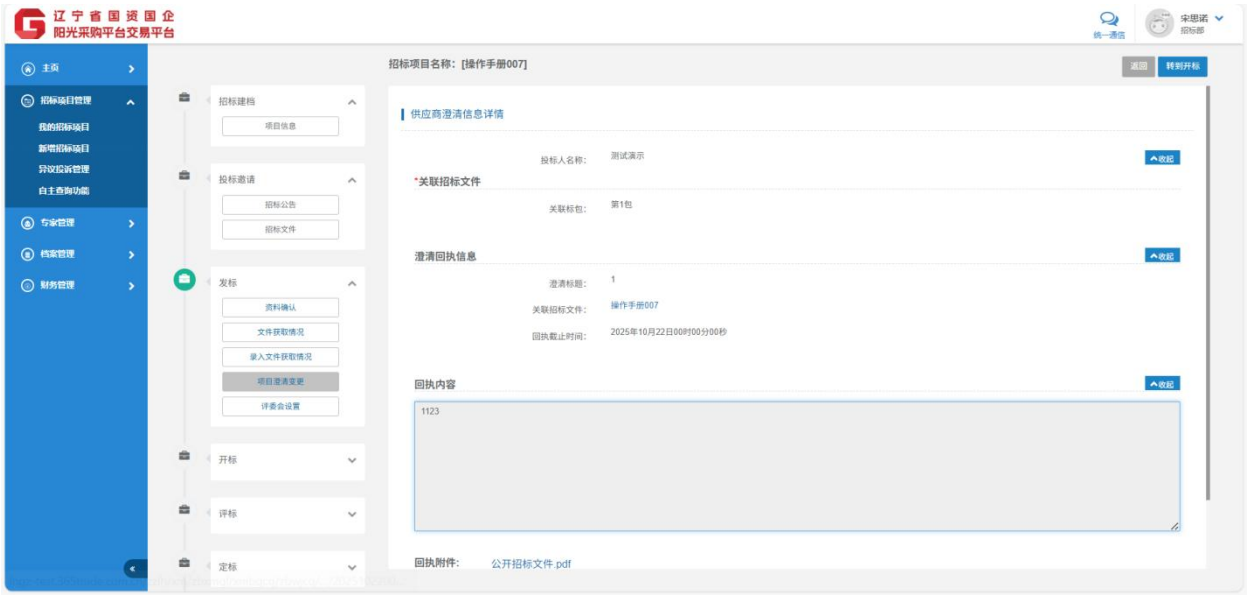 辽宁省国资国企
阳光采购平台交易平台
统一通信
宋思诺
招标部
主页
招标项目管理
我的招标项目
新增招标项目
异议投诉管理
自主查询功能
专家管理
档案管理
财务管理
招标项目名称：[操作手册007]
返回
转到开标
招标建档
项目信息
投标邀请
招标公告
招标文件
发标
资料确认
文件获取情况
录入文件获取情况
项目澄清变更
评委会设置
开标
评标
定标
供应商澄清信息详情
投标人名称： 测试演示
收起
*关联招标文件
关联标包： 第1包
澄清回执信息
收起
澄清标题： 1
关联招标文件： 操作手册007
回执截止时间： 2025年10月22日00时00分00秒
回执内容
收起
1123
回执附件： 公开招标文件.pdf